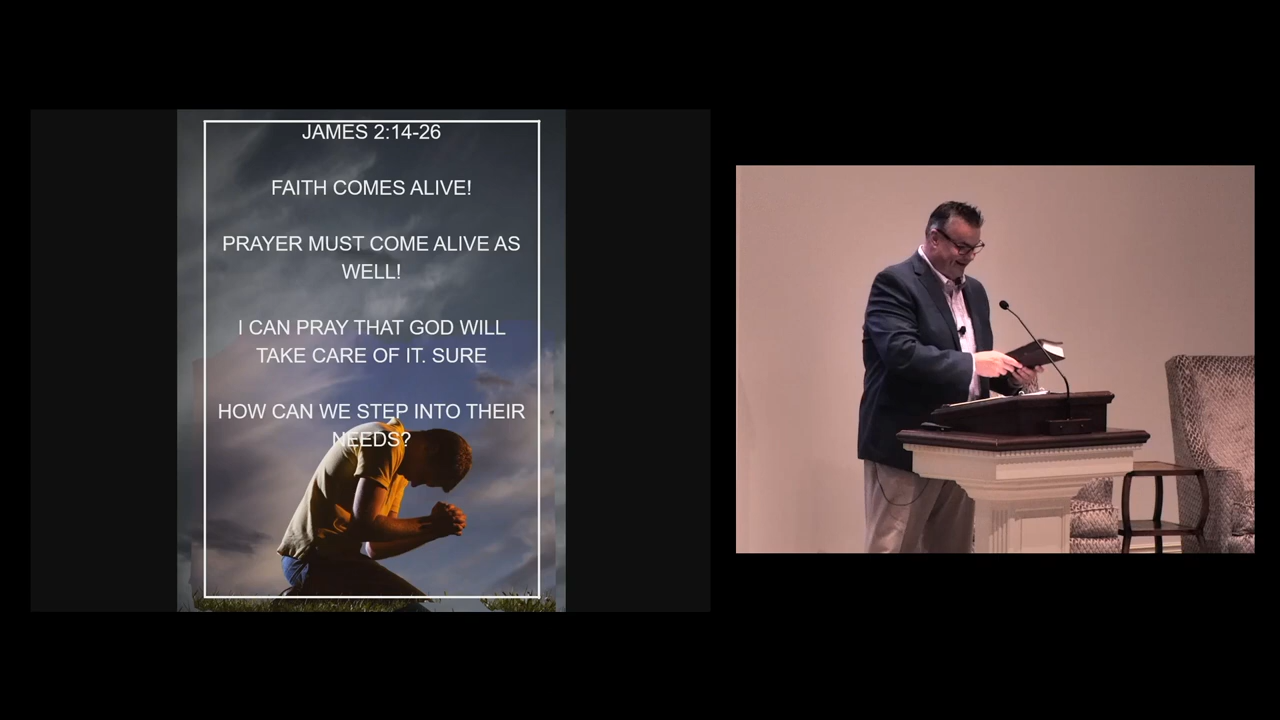 JAMES 2:14-26
FAITH COMES ALIVE!
PRAYER MUST COME ALIVE AS
WELL!
I CAN PRAY THAT GOD WILL
TAKE CARE OF IT. SURE
HOW CAN WE STEP INTO THEIR
NEEDS?